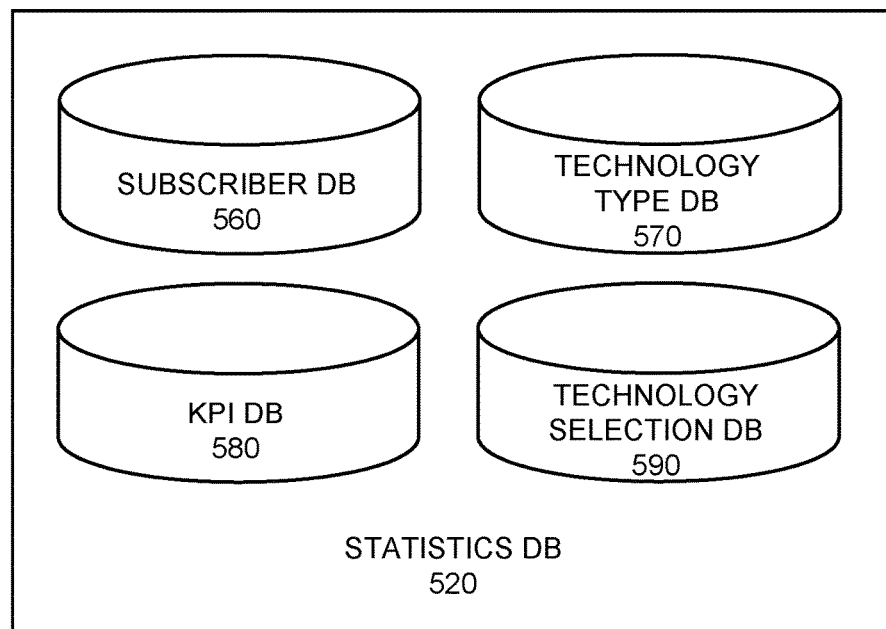 SUBSCRIBER DB
560
TECHNOLOGY
TYPE DB
570
KPI DB
580
TECHNOLOGY
SELECTION DB
590
STATISTICS DB
520